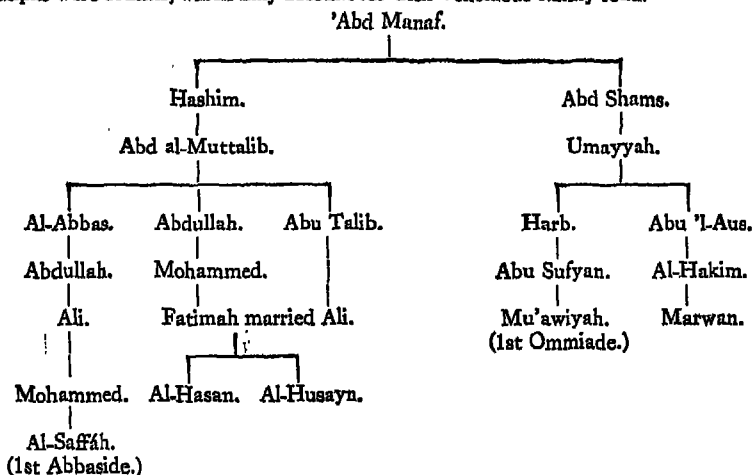 'Abd Manaf.
Hashim. Abd Shams.
Abd al-Muttalib. Umayyah.
Al-Abbas. Abdullah. Abu Talib. Harb. Abu 'l-Aus.
Abdullah. Mohammed. Abu Sufyan. Al-Hakim.
Ali. Fatimah married Ali. Mu'awiyah. Marwan.
(1st Ommiade.)
Mohammed. Al-Hasan. Al-Husayn.
Al-Saffáh.
(1st Abbaside.)